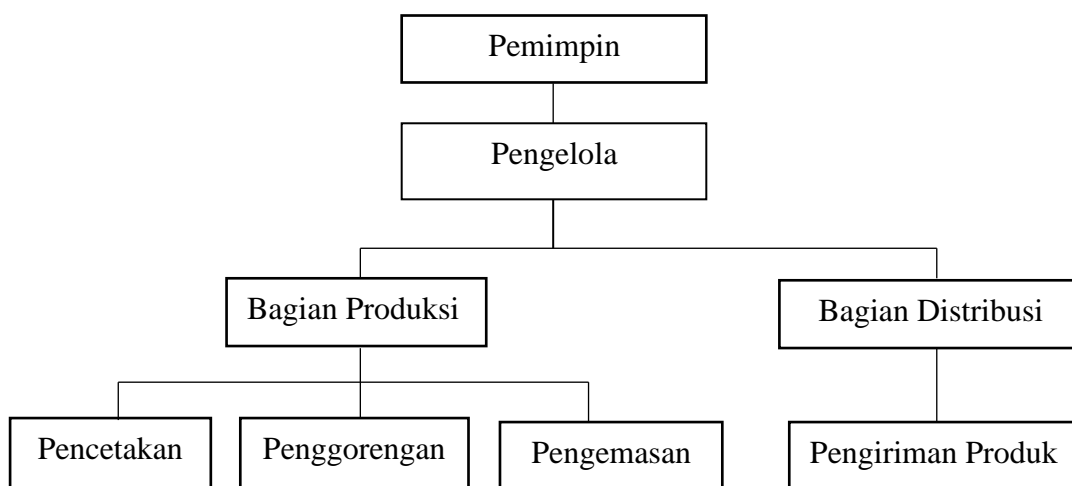 Pemimpin
Pengelola
Bagian Produksi
Bagian Distribusi
Pencetakan
Penggorengan
Pengemasan
Pengiriman Produk